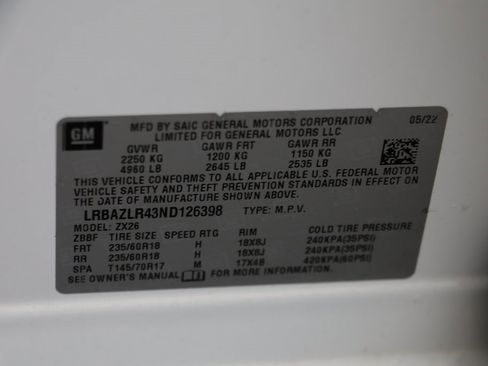 GM
MFD BY SAIC GENERAL MOTORS CORPORATION 05/22
LIMITED FOR GENERAL MOTORS LLC
GVWR GAWR FRT GAWR RR
2250 KG 1200 KG 1150 KG
4960 LB 2645 LB 2535 LB
THIS VEHICLE CONFORMS TO ALL APPLICABLE U.S. FEDERAL MOTOR
VEHICLE SAFETY AND THEFT PREVENTION STANDARDS IN EFFECT ON
THE DATE OF MANUFACTURE SHOWN ABOVE.
LRBAZLR43ND126398 TYPE: M.P.V.
MODEL: ZX26
ZBBF TIRE SIZE SPEED RTG RIM COLD TIRE PRESSURE
FRT 235/60R18 H 18X8J 240KPA(35PSI)
RR 235/60R18 H 18X8J 240KPA(35PSI)
SPA T145/70R17 M 17X4B 420KPA(60PSI)
SEE OWNER'S MANUAL FOR MORE INFORMATION.